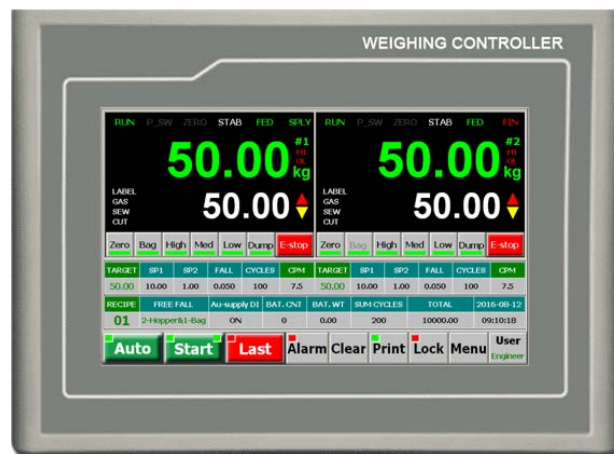 WEIGHING CONTROLLER
RUN P_SW ZERO STAB FED SPLY
#1
HI
OL
50.00 kg
LABEL
GAS
SEW
CUT
50.00
Zero Bag High Med Low Dump E-stop
RUN P_SW ZERO STAB FED FIN
#2
HI
OL
50.00 kg
LABEL
GAS
SEW
CUT
50.00
Zero Bag High Med Low Dump E-stop
TARGET SP1 SP2 FALL CYCLES CPM TARGET SP1 SP2 FALL CYCLES CPM
50.00 10.00 1.00 0.050 100 7.5 50.00 10.00 1.00 0.050 100 7.5
RECIPE FREE FALL Au-supply DI BAT. CNT BAT. WT SUM CYCLES TOTAL 2016-08-12
01 2-Hopper&1-Bag ON 0 0.00 200 10000.00 09:10:18
Auto Start Last Alarm Clear Print Lock Menu User
Engineer